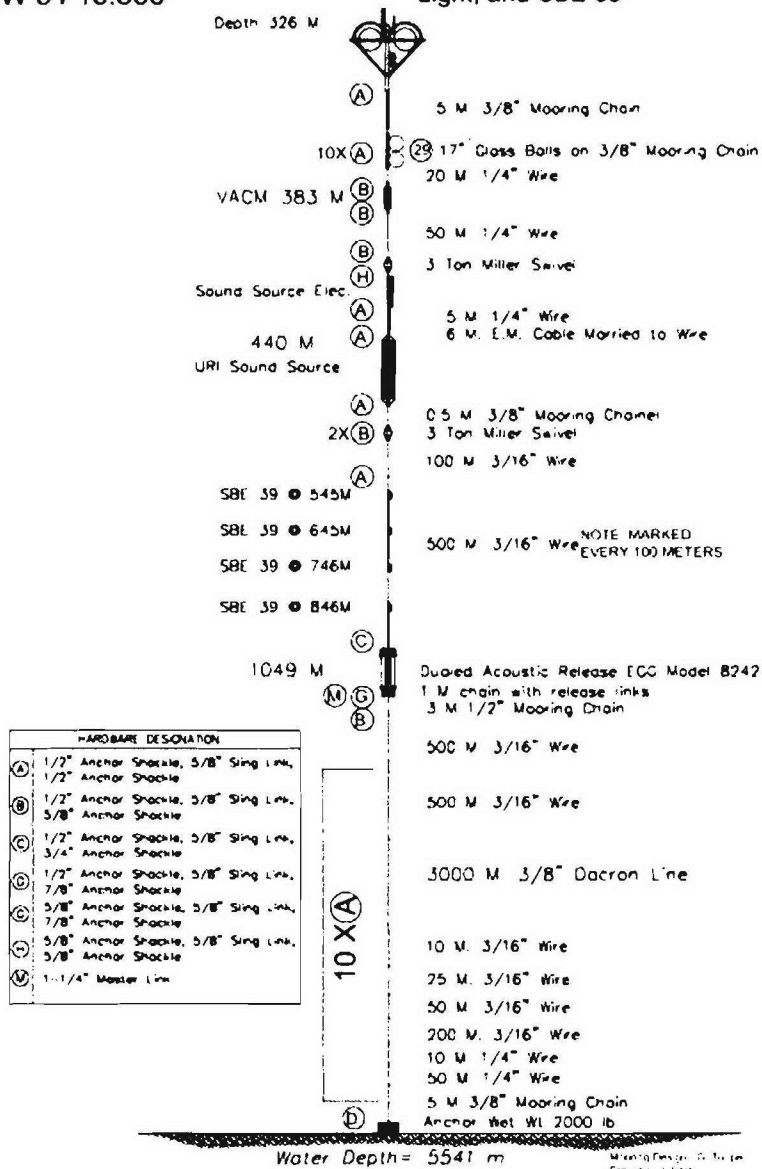 Depth 326 M
A
5 M 3/8" Mooring Chain
10X A
29 17" Glass Balls on 3/8" Mooring Chain
20 M 1/4" Wire
VACM 383 M
B
B
50 M 1/4" Wire
B
3 Ton Miller Swivel
H
Sound Source Elec.
A
5 M 1/4" Wire
6 M. E.M. Cable Married to Wire
440 M
A
URI Sound Source
A
0.5 M 3/8" Mooring Chainel
2X B
3 Ton Miller Swivel
100 M 3/16" Wire
A
SBE 39 @ 545M
SBE 39 @ 645M
500 M 3/16" Wire NOTE MARKED
EVERY 100 METERS
SBE 39 @ 746M
SBE 39 @ 846M
C
1049 M
Dualed Acoustic Release EGG Model 8242
M G
1 M chain with release links
3 M 1/2" Mooring Chain
B
500 M 3/16" Wire
500 M 3/16" Wire
3000 M 3/8" Dacron Line
10 X A
10 M. 3/16" Wire
25 M. 3/16" Wire
50 M 3/16" Wire
200 M. 3/16" Wire
10 M 1/4" Wire
50 M 1/4" Wire
5 M 3/8" Mooring Chain
D
Anchor Wet Wt. 2000 lb
Water Depth = 5541 m
HARDWARE DESIGNATION
A 1/2" Anchor Shackle, 5/8" Sling Link,
1/2" Anchor Shackle
B 1/2" Anchor Shackle, 5/8" Sling Link,
5/8" Anchor Shackle
C 1/2" Anchor Shackle, 5/8" Sling Link,
3/4" Anchor Shackle
1/2" Anchor Shackle, 5/8" Sling Link,
7/8" Anchor Shackle
5/8" Anchor Shackle, 5/8" Sling Link,
7/8" Anchor Shackle
H 5/8" Anchor Shackle, 5/8" Sling Link,
5/8" Anchor Shackle
M 1-1/4" Master Link